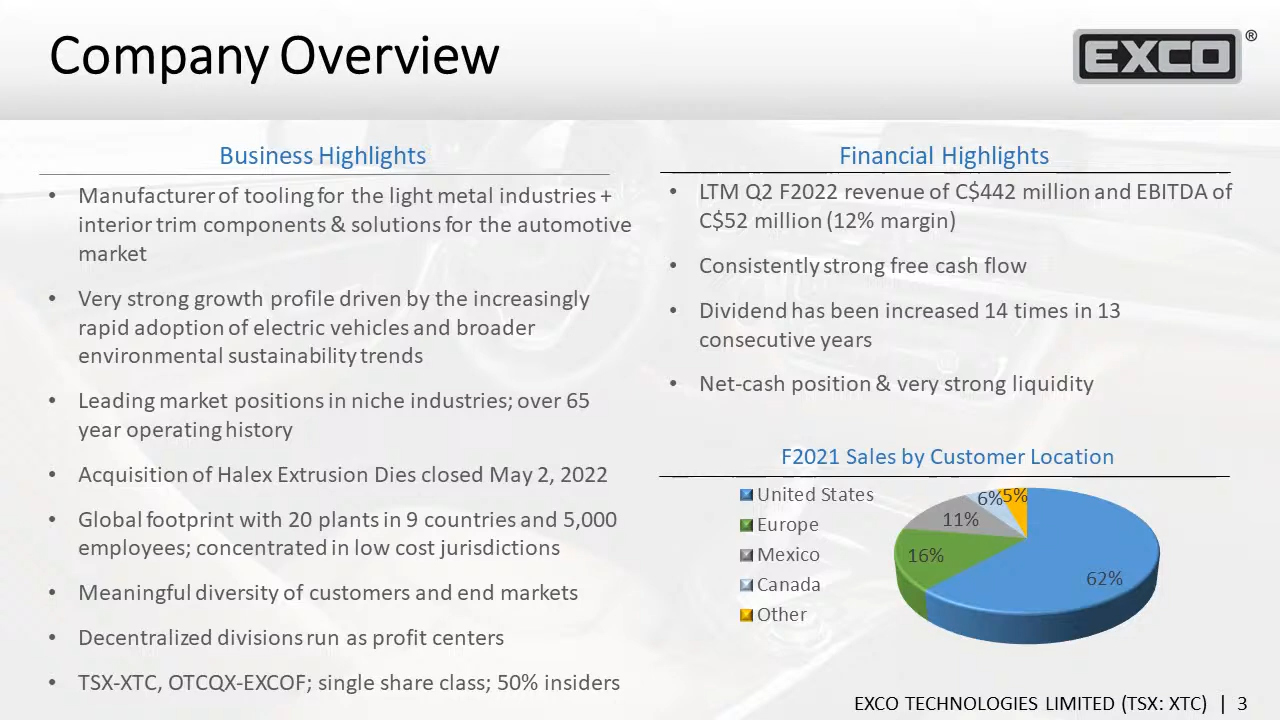 Company Overview
EXCO®
Business Highlights
• Manufacturer of tooling for the light metal industries +
interior trim components & solutions for the automotive
market
• Very strong growth profile driven by the increasingly
rapid adoption of electric vehicles and broader
environmental sustainability trends
• Leading market positions in niche industries; over 65
year operating history
• Acquisition of Halex Extrusion Dies closed May 2, 2022
• Global footprint with 20 plants in 9 countries and 5,000
employees; concentrated in low cost jurisdictions
• Meaningful diversity of customers and end markets
• Decentralized divisions run as profit centers
• TSX-XTC, OTCQX-EXCOF; single share class; 50% insiders
Financial Highlights
• LTM Q2 F2022 revenue of C$442 million and EBITDA of
C$52 million (12% margin)
• Consistently strong free cash flow
• Dividend has been increased 14 times in 13
consecutive years
• Net-cash position & very strong liquidity
F2021 Sales by Customer Location
United States
Europe
Mexico
Canada
Other
6%
5%
11%
16%
62%
EXCO TECHNOLOGIES LIMITED (TSX: XTC) | 3